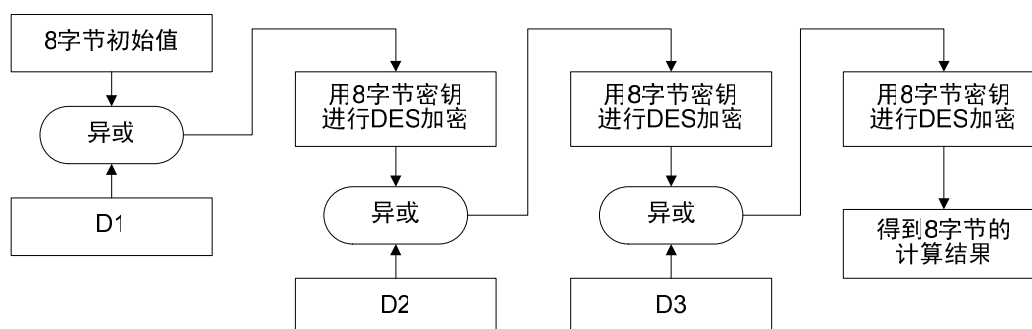 8字节初始值
异或
D1
用8字节密钥
进行DES加密
异或
D2
用8字节密钥
进行DES加密
异或
D3
用8字节密钥
进行DES加密
得到8字节的
计算结果